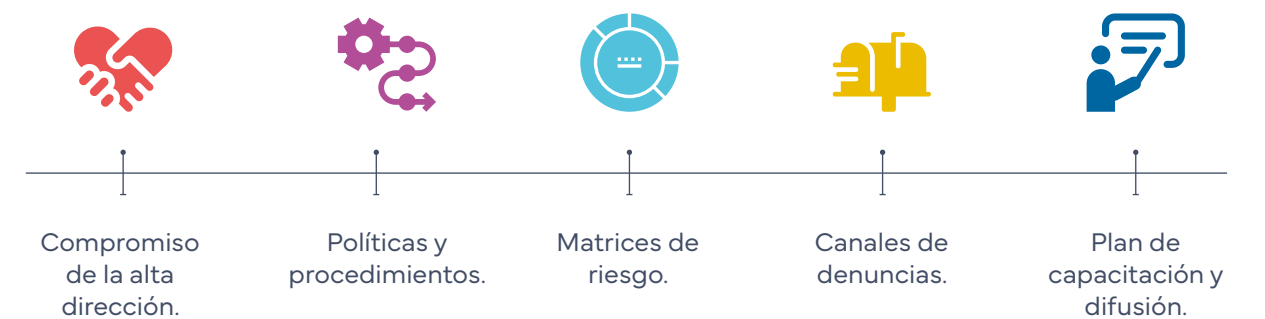 Compromiso
de la alta
dirección.
Políticas y
procedimientos.
Matrices de
riesgo.
Canales de
denuncias.
Plan de
capacitación y
difusión.